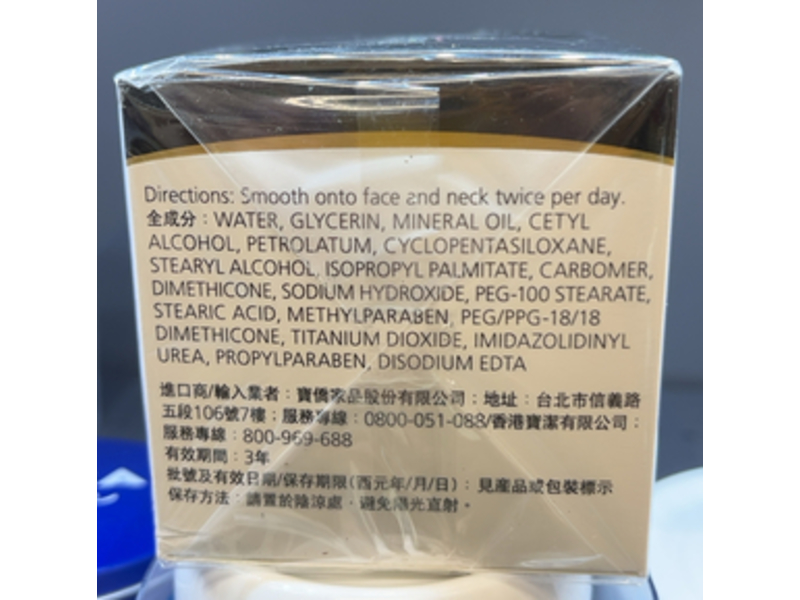 Directions: Smooth onto face and neck twice per day.
全成分：WATER, GLYCERIN, MINERAL OIL, CETYL
ALCOHOL, PETROLATUM, CYCLOPENTASILOXANE,
STEARYL ALCOHOL, ISOPROPYL PALMITATE, CARBOMER,
DIMETHICONE, SODIUM HYDROXIDE, PEG-100 STEARATE,
STEARIC ACID, METHYLPARABEN, PEG/PPG-18/18
DIMETHICONE, TITANIUM DIOXIDE, IMIDAZOLIDINYL
UREA, PROPYLPARABEN, DISODIUM EDTA
進口商/輸入業者：寶僑家品股份有限公司；地址：台北市信義路
五段106號7樓；服務專線：0800-051-088/香港寶潔有限公司；
服務專線：800-969-688
有效期間：3年
批號及有效日期/保存期限(西元年/月/日)：見產品或包裝標示
保存方法：請置於陰涼處，避免陽光直射。